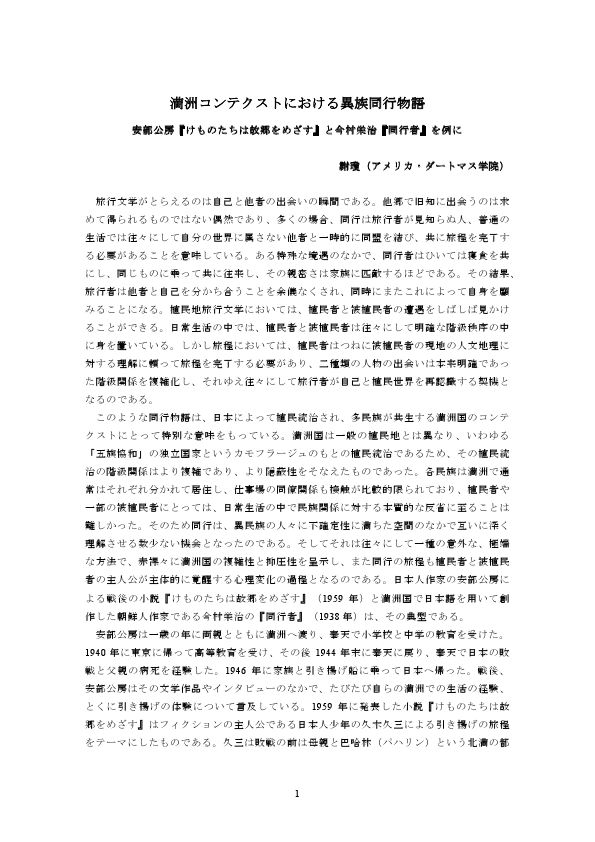 満洲コンテクストにおける異族同行物語
安部公房『けものたちは故郷をめざす』と今村栄治『同行者』を例に
謝瓊（アメリカ・ダートマス学院）
旅行文学がとらえるのは自己と他者の出会いの瞬間である。他郷で旧知に出会うのは求
めて得られるものではない偶然であり、多くの場合、同行は旅行者が見知らぬ人、普通の
生活では往々にして自分の世界に属さない他者と一時的に同盟を結び、共に旅程を完了す
る必要があることを意味している。ある特殊な境遇のなかで、同行者はひいては寝食を共
にし、同じものに乗って共に往来し、その親密さは家族に匹敵するほどである。その結果、
旅行者は他者と自己を分かち合うことを余儀なくされ、同時にまたこれによって自身を顧
みることになる。植民地旅行文学においては、植民者と被植民者の遭遇をしばしば見かけ
ることができる。日常生活の中では、植民者と被植民者は往々にして明確な階級秩序の中
に身を置いている。しかし旅程においては、植民者はつねに被植民者の現地の人文地理に
対する理解に頼って旅程を完了する必要があり、二種類の人物の出会いは本来明確であっ
た階級関係を複雑化し、それゆえ往々にして旅行者が自己と植民世界を再認識する契機と
なるのである。
このような同行物語は、日本によって植民統治され、多民族が共生する満洲国のコンテ
クストにとって特別な意味をもっている。満洲国は一般の植民地とは異なり、いわゆる
「五族協和」の独立国家というカモフラージュのもとの植民統治であるため、その植民統
治の階級関係はより複雑であり、より隠蔽性をそなえたものであった。各民族は満洲で通
常はそれぞれ分かれて居住し、仕事場の同僚関係も接触が比較的限られており、植民者や
一部の被植民者にとっては、日常生活の中で民族関係に対する本質的な反省に至ることは
難しかった。そのため同行は、異民族の人々に不確定性に満ちた空間のなかで互いに深く
理解させる数少ない機会となったのである。そしてそれは往々にして一種の意外な、極端
な方法で、赤裸々に満洲国の複雑性と抑圧性を呈示し、また同行の旅程も植民者と被植民
者の主人公が主体的に覚醒する心理変化の過程となるのである。日本人作家の安部公房に
よる戦後の小説『けものたちは故郷をめざす』（1959 年）と満洲国で日本語を用いて創
作した朝鮮人作家である今村栄治の『同行者』（1938 年）は、その典型である。
安部公房は一歳の年に両親とともに満洲へ渡り、奉天で小学校と中学の教育を受けた。
1940 年に東京に帰って高等教育を受け、その後 1944 年末に奉天に戻り、奉天で日本の敗
戦と父親の病死を経験した。1946 年に家族と引き揚げ船に乗って日本へ帰った。戦後、
安部公房はその文学作品やインタビューのなかで、たびたび自らの満洲での生活の経験、
とくに引き揚げの体験について言及している。1959 年に発表した小説『けものたちは故
郷をめざす』はフィクションの主人公である日本人少年の久木久三による引き揚げの旅程
をテーマにしたものである。久三は敗戦の前は母親と巴哈林（バハリン）という北満の都
1